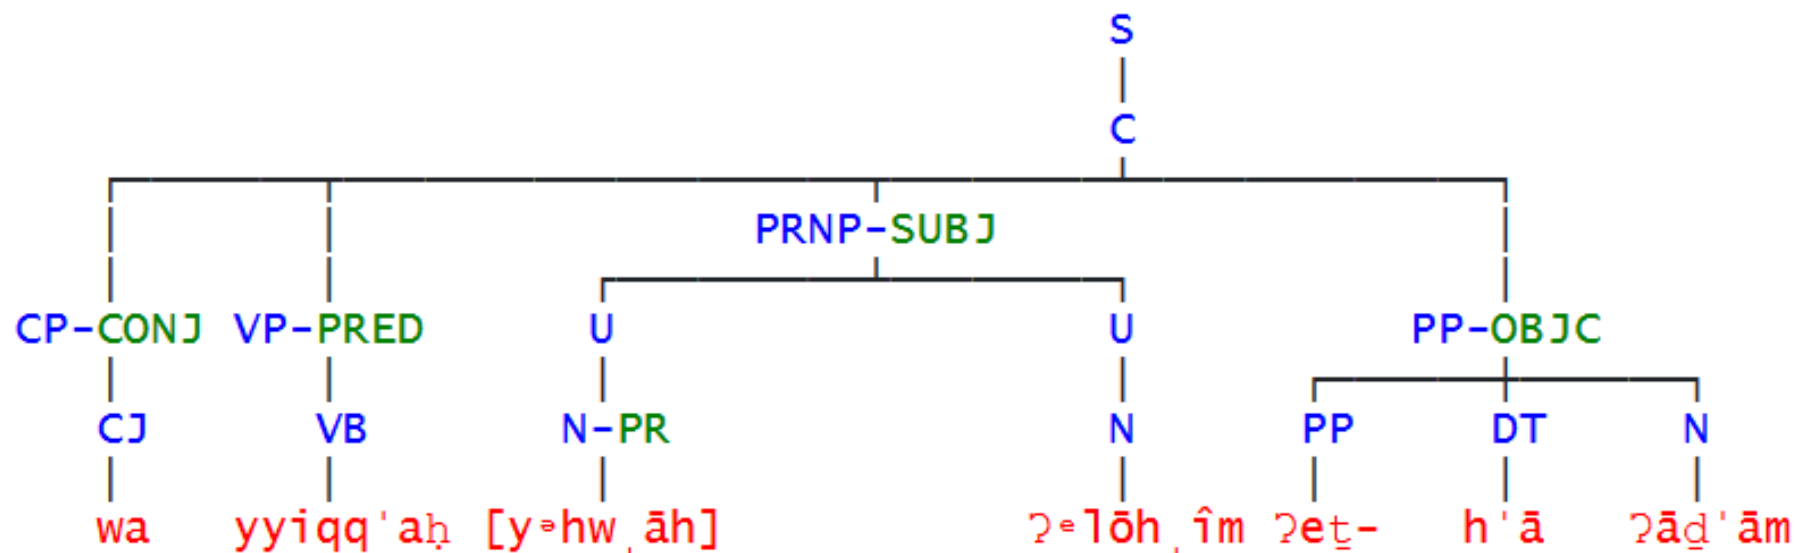 S
C
PRNP-SUBJ
CP-CONJ VP-PRED U U PP-OBJC
CJ VB N-PR N PP DT N
wa yyiqqˈaḥ [yᵊhwˌāh] ʔᵉlōhˌîm ʔeṯ- hˈā ʔāḏˈām